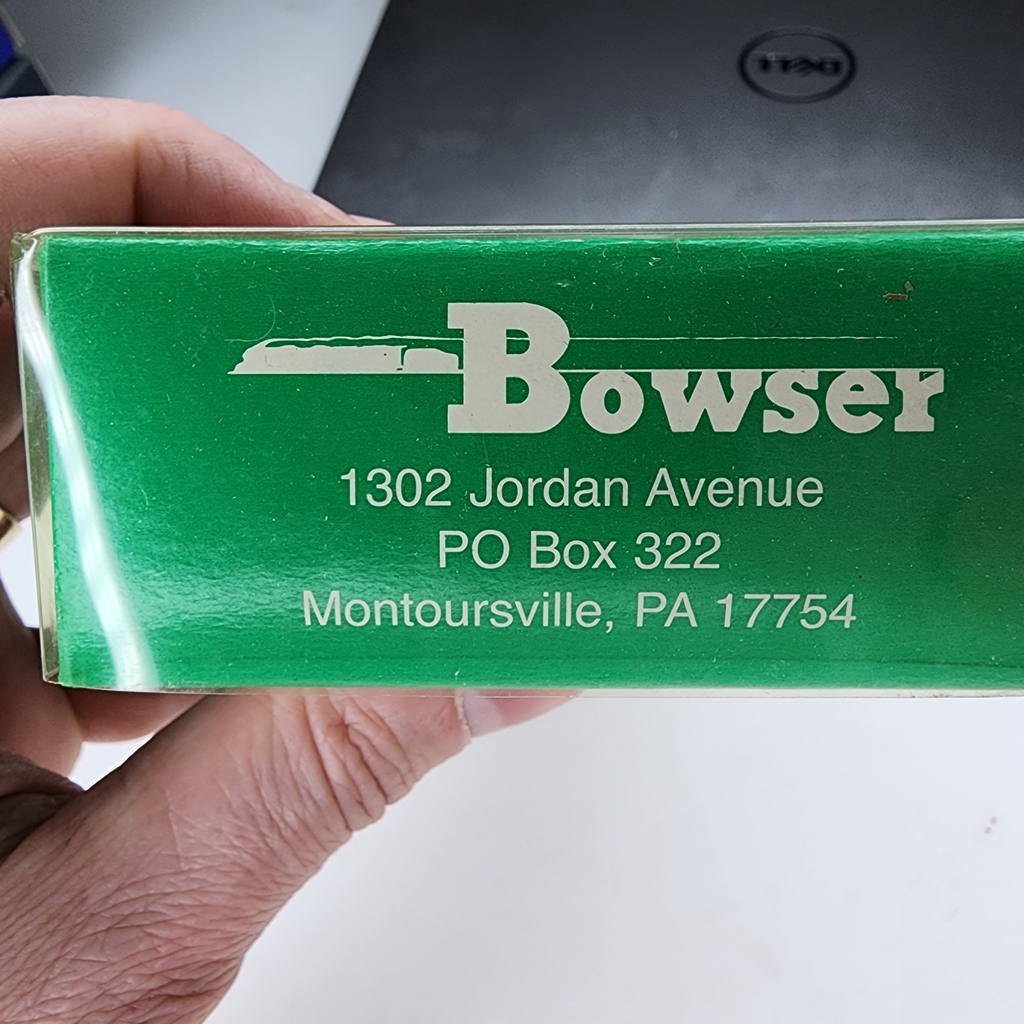 DELL
Bowser
1302 Jordan Avenue
PO Box 322
Montoursville, PA 17754